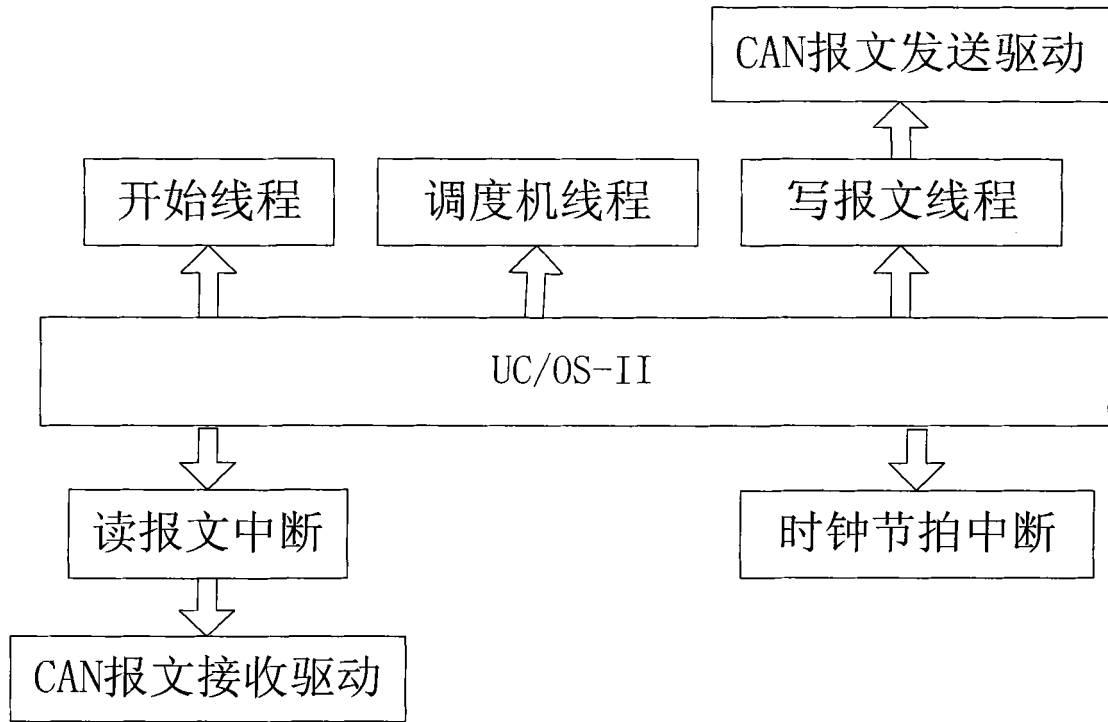 CAN报文发送驱动
开始线程
调度机线程
写报文线程
UC/OS-II
读报文中断
时钟节拍中断
CAN报文接收驱动